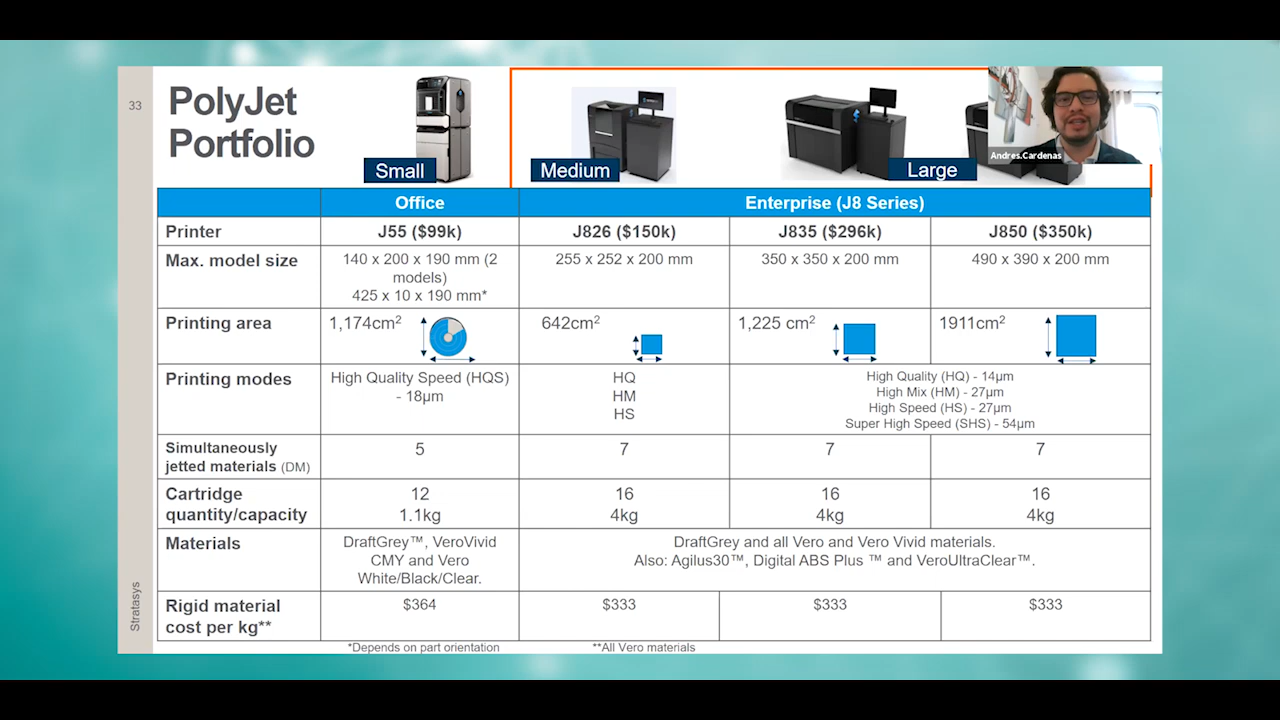 33
PolyJet
Portfolio
Small
Medium
Large
Andres.Cardenas
Office
Enterprise (J8 Series)
Printer
J55 ($99k)
J826 ($150k)
J835 ($296k)
J850 ($350k)
Max. model size
140 x 200 x 190 mm (2
models)
425 x 10 x 190 mm*
255 x 252 x 200 mm
350 x 350 x 200 mm
490 x 390 x 200 mm
Printing area
1,174cm²
642cm²
1,225 cm²
1911cm²
Printing modes
High Quality Speed (HQS)
- 18µm
HQ
HM
HS
High Quality (HQ) - 14µm
High Mix (HM) - 27µm
High Speed (HS) - 27µm
Super High Speed (SHS) - 54µm
Simultaneously
jetted materials (DM)
5
7
7
7
Cartridge
quantity/capacity
12
1.1kg
16
4kg
16
4kg
16
4kg
Materials
DraftGrey™, VeroVivid
CMY and Vero
White/Black/Clear.
DraftGrey and all Vero and Vero Vivid materials.
Also: Agilus30™, Digital ABS Plus ™ and VeroUltraClear™.
Rigid material
cost per kg**
$364
$333
$333
$333
*Depends on part orientation
**All Vero materials
Stratasys